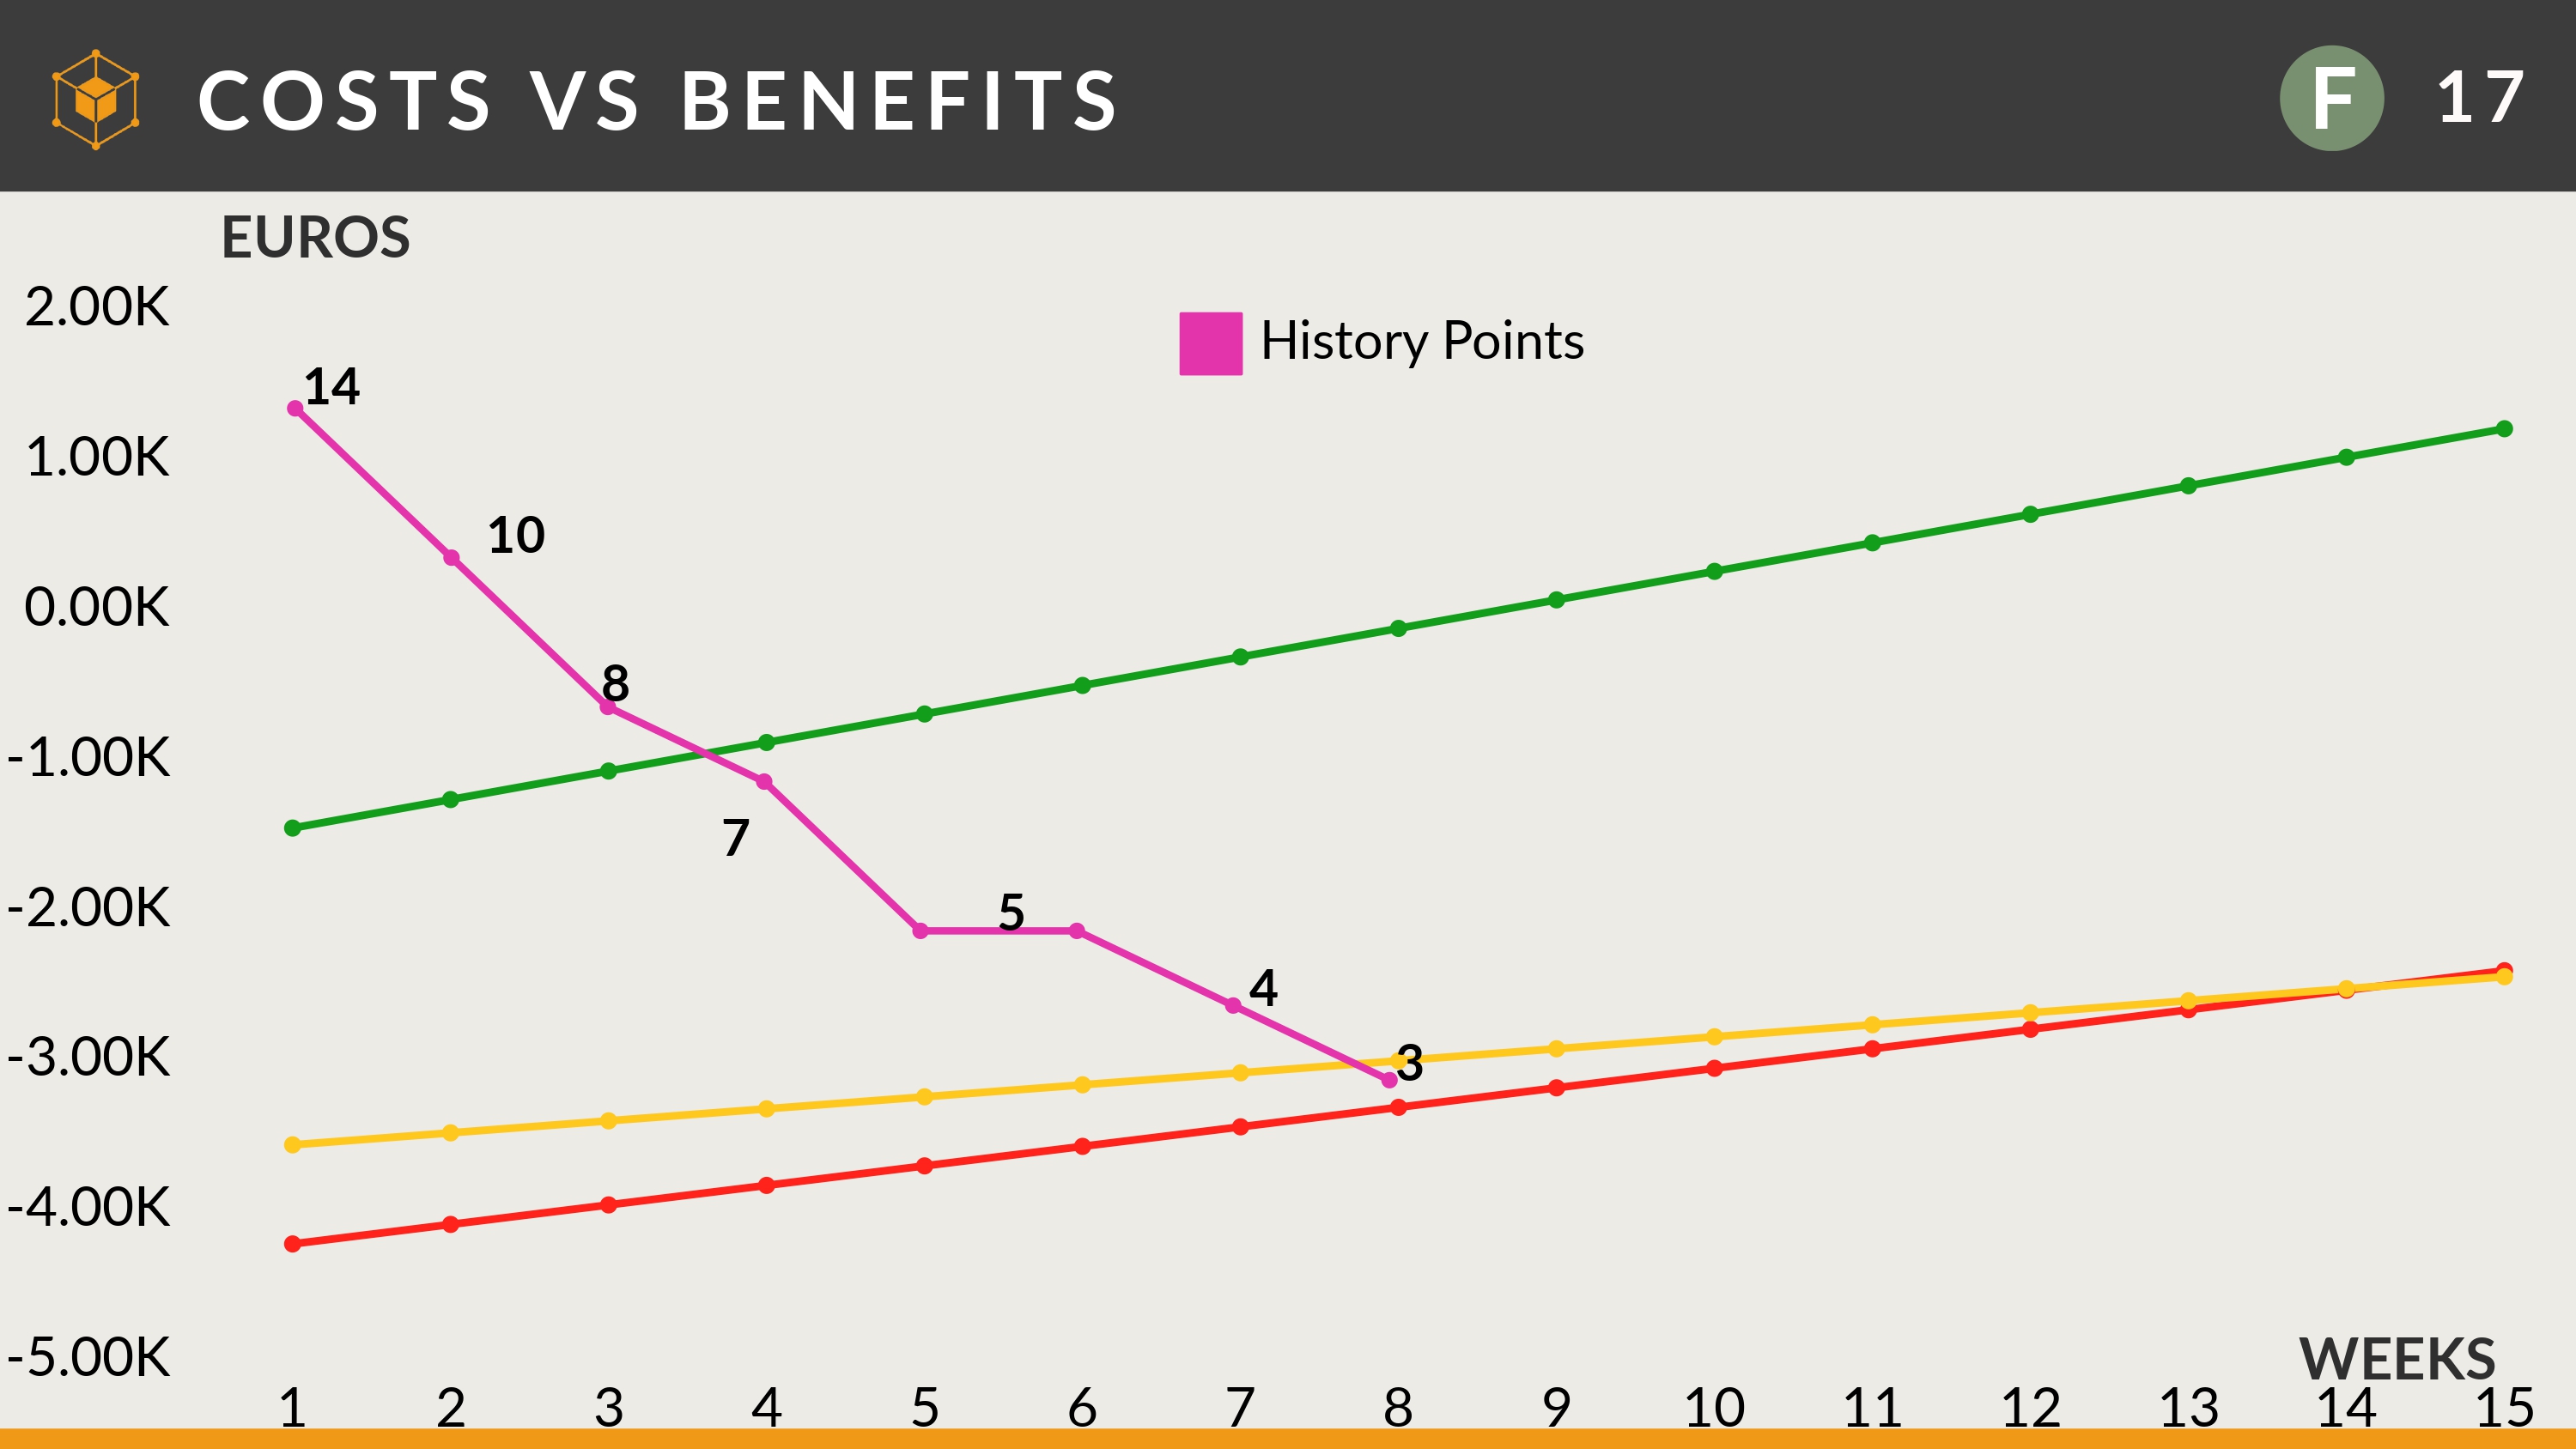 COSTS VS BENEFITS
F 17
EUROS
2.00K
History Points
14
1.00K
10
0.00K
8
-1.00K
7
-2.00K
5
4
-3.00K
3
-4.00K
-5.00K
WEEKS
1 2 3 4 5 6 7 8 9 10 11 12 13 14 15